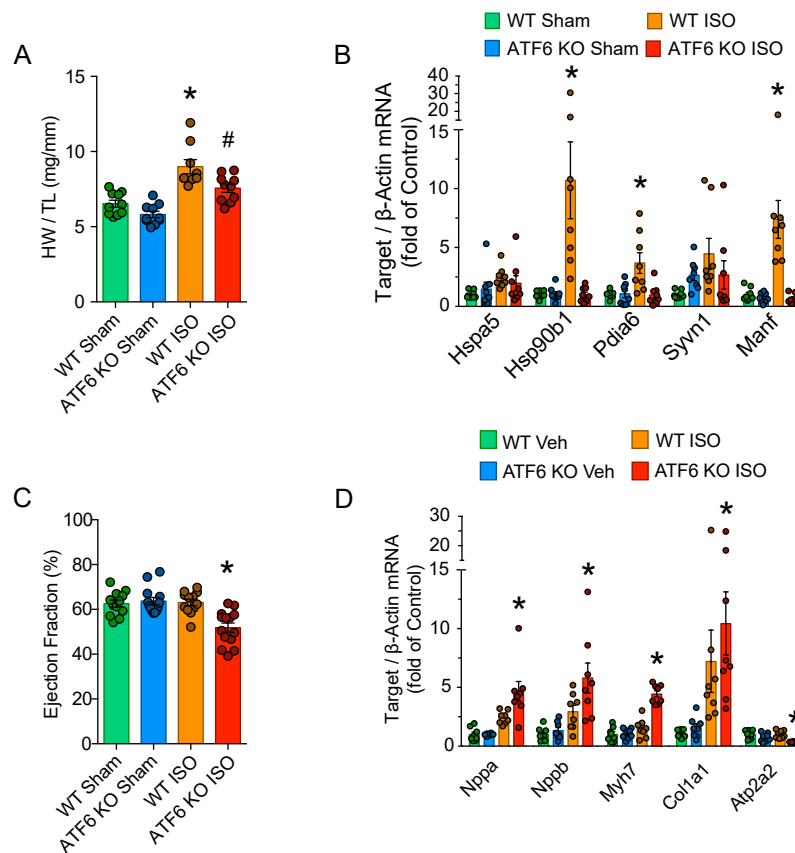 A
HW / TL (mg/mm)
15
10
5
0
*
#
WT Sham
ATF6 KO Sham
WT ISO
ATF6 KO ISO
B
WT Sham
WT ISO
ATF6 KO Sham
ATF6 KO ISO
Target / β-Actin mRNA
(fold of Control)
40
30
20
10
5
0
*
*
*
Hspa5
Hsp90b1
Pdia6
Syvn1
Manf
C
Ejection Fraction (%)
100
80
60
40
20
0
*
WT Sham
ATF6 KO Sham
WT ISO
ATF6 KO ISO
WT Veh
WT ISO
ATF6 KO Veh
ATF6 KO ISO
D
Target / β-Actin mRNA
(fold of Control)
30
20
15
10
5
0
*
*
*
*
*
Nppa
Nppb
Myh7
Col1a1
Atp2a2